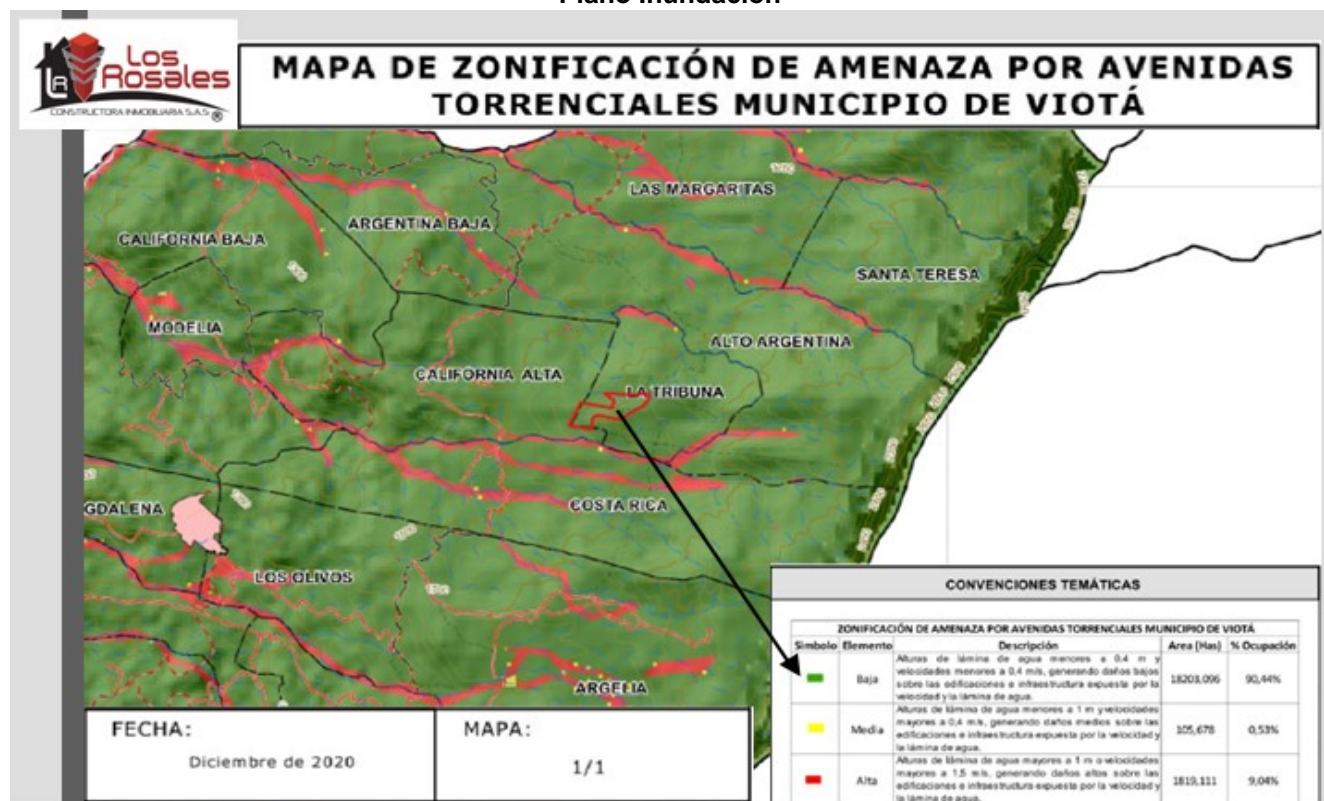 Plano Inundación
Los
Rosales
CONSTRUCTORA INMOBILIARIA S.A.S ®
MAPA DE ZONIFICACIÓN DE AMENAZA POR AVENIDAS
TORRENCIALES MUNICIPIO DE VIOTÁ
LAS MARGARITAS
ARGENTINA BAJA
CALIFORNIA BAJA
SANTA TERESA
MODELIA
ALTO ARGENTINA
CALIFORNIA ALTA
LA TRIBUNA
COSTA RICA
GDALENA
LOS OLIVOS
ARGELIA
FECHA:
Diciembre de 2020
MAPA:
1/1
CONVENCIONES TEMÁTICAS
ZONIFICACIÓN DE AMENAZA POR AVENIDAS TORRENCIALES MUNICIPIO DE VIOTÁ
Símbolo Elemento Descripción Area (Has) % Ocupación
Alturas de lámina de agua menores a 0,4 m y
velocidades menores a 0,4 m/s, generando daños bajos
sobre las edificaciones e infraestructura expuesta por la
velocidad y la lámina de agua.
Baja 18203,096 90,44%
Alturas de lámina de agua menores a 1 m y velocidades
mayores a 0,4 m/s, generando daños medios sobre las
edificaciones e infraestructura expuesta por la velocidad y
la lámina de agua.
Media 105,678 0,53%
Alturas de lámina de agua mayores a 1 m o velocidades
mayores a 1,5 m/s, generando daños altos sobre las
edificaciones e infraestructura expuesta por la velocidad y
la lámina de agua.
Alta 1819,111 9,04%